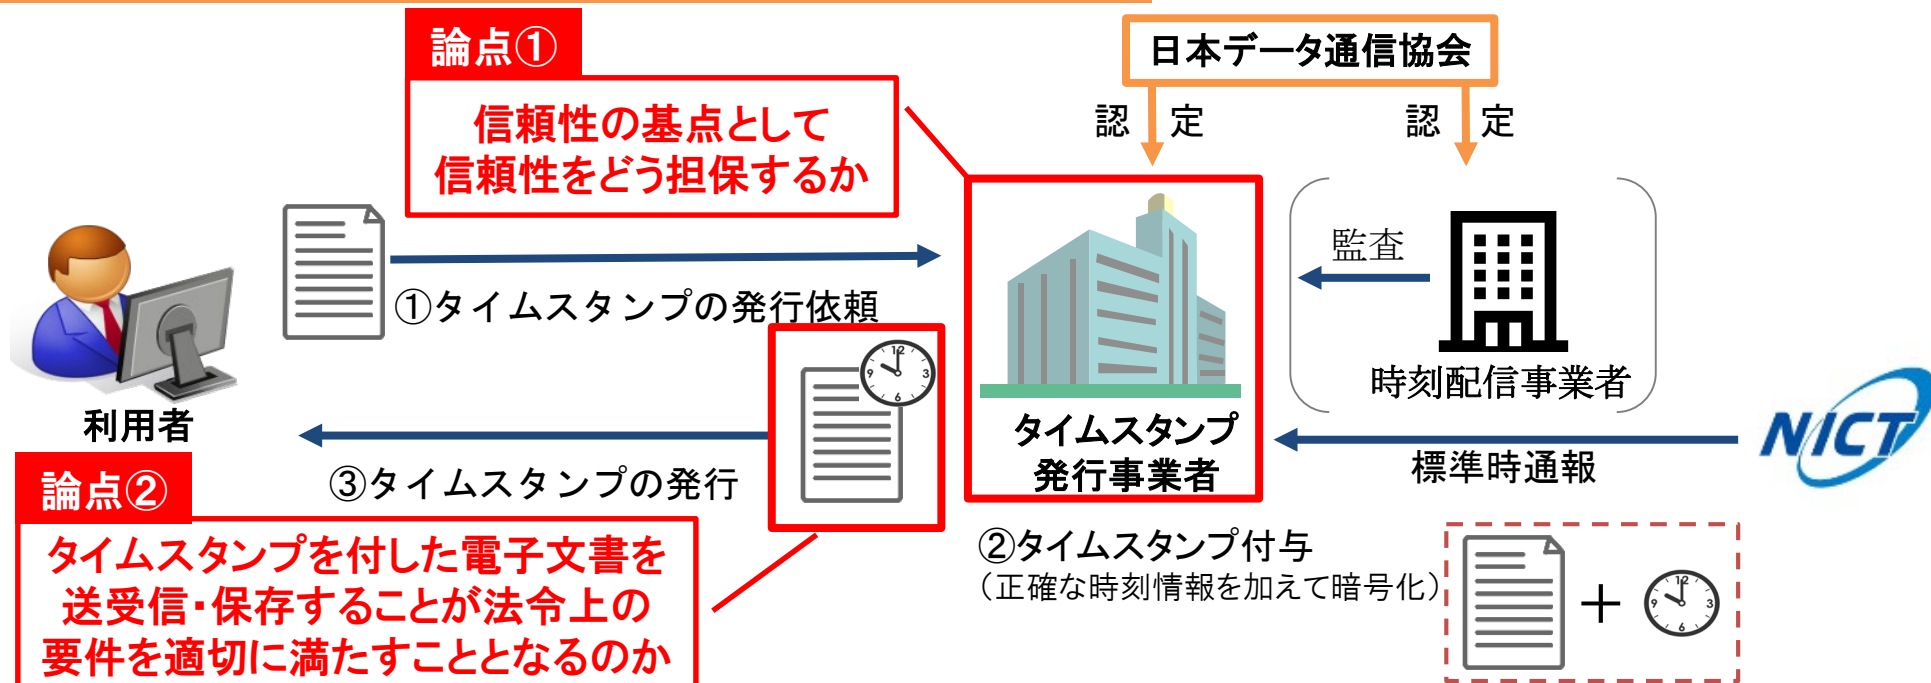 論点①
信頼性の基点として
信頼性をどう担保するか
日本データ通信協会
認 定
認 定
監査
時刻配信事業者
①タイムスタンプの発行依頼
利用者
タイムスタンプ
発行事業者
NICT
標準時通報
③タイムスタンプの発行
論点②
タイムスタンプを付した電子文書を
送受信・保存することが法令上の
要件を適切に満たすこととなるのか
②タイムスタンプ付与
（正確な時刻情報を加えて暗号化）
＋
12
3
6
9
12
3
6
9